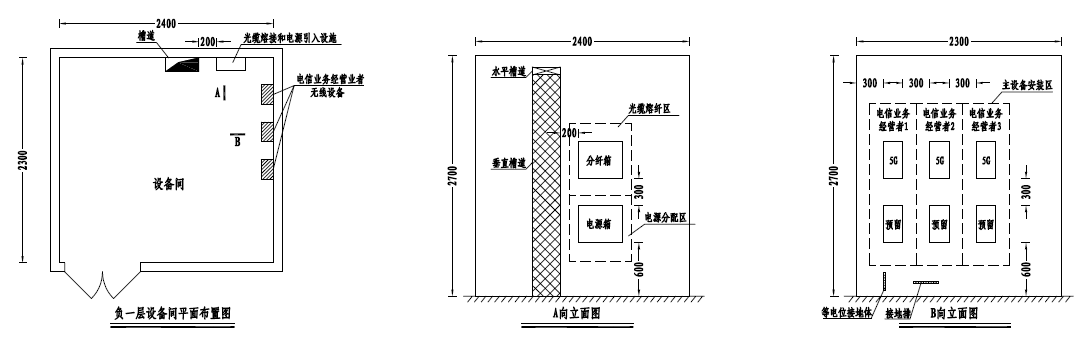 2400
槽道
200
光缆熔接和电源引入设施
A
电信业务经营业者
无线设备
B
2300
设备间
负一层设备间平面布置图
2400
水平槽道
光缆熔纤区
200
分纤箱
垂直槽道
2700
300
电源箱
电源分配区
600
A向立面图
2300
300
300
300
主设备安装区
电信业务
经营者1
电信业务
经营者2
电信业务
经营者3
5G
5G
5G
2700
300
预留
预留
预留
600
等电位接地体
接地排
B向立面图